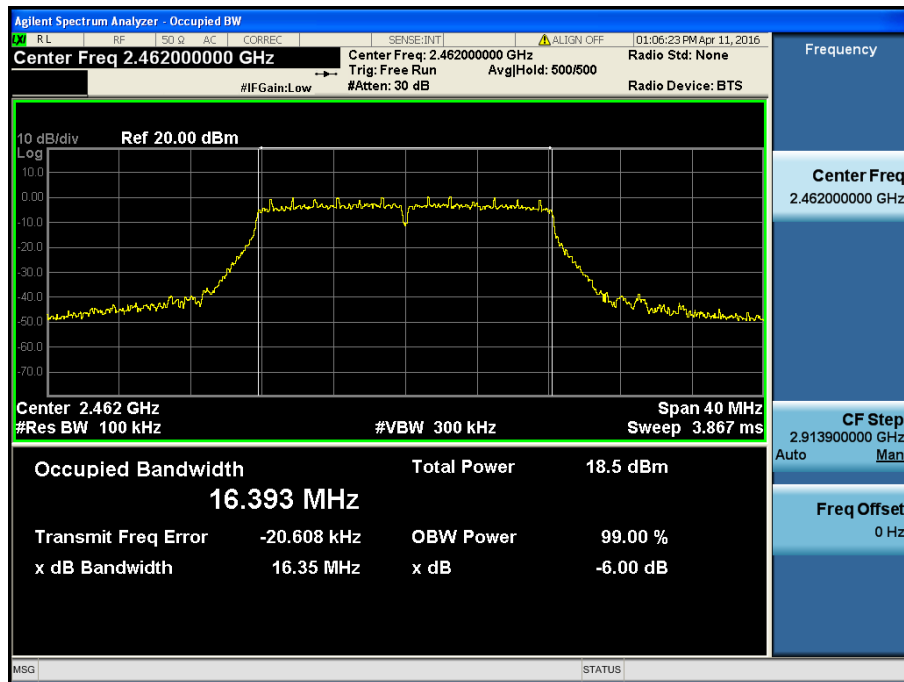 Agilent Spectrum Analyzer - Occupied BW
LXI RL RF 50 Ω AC CORREC SENSE:INT ALIGN OFF 01:06:23 PM Apr 11, 2016
Center Freq 2.462000000 GHz
Center Freq: 2.462000000 GHz
Radio Std: None
Trig: Free Run Avg|Hold: 500/500
#IFGain:Low
#Atten: 30 dB
Radio Device: BTS
10 dB/div Ref 20.00 dBm
Log
10.0
0.00
-10.0
-20.0
-30.0
-40.0
-50.0
-60.0
-70.0
Center 2.462 GHz Span 40 MHz
#Res BW 100 kHz #VBW 300 kHz Sweep 3.867 ms
Occupied Bandwidth Total Power 18.5 dBm
16.393 MHz
Transmit Freq Error -20.608 kHz OBW Power 99.00 %
x dB Bandwidth 16.35 MHz x dB -6.00 dB
Frequency
Center Freq
2.462000000 GHz
CF Step
2.913900000 GHz
Auto Man
Freq Offset
0 Hz
MSG STATUS